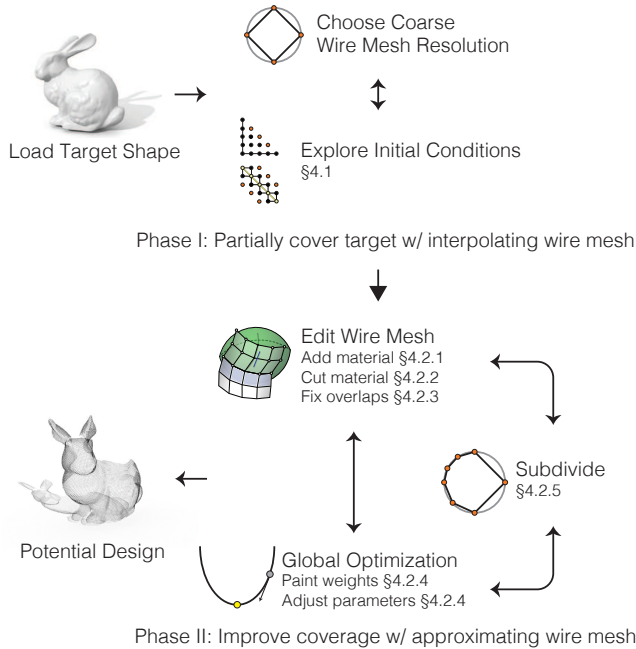 Choose Coarse
Wire Mesh Resolution
Load Target Shape
Explore Initial Conditions
§4.1
Phase I: Partially cover target w/ interpolating wire mesh
Edit Wire Mesh
Add material §4.2.1
Cut material §4.2.2
Fix overlaps §4.2.3
Subdivide
§4.2.5
Potential Design
Global Optimization
Paint weights §4.2.4
Adjust parameters §4.2.4
Phase II: Improve coverage w/ approximating wire mesh